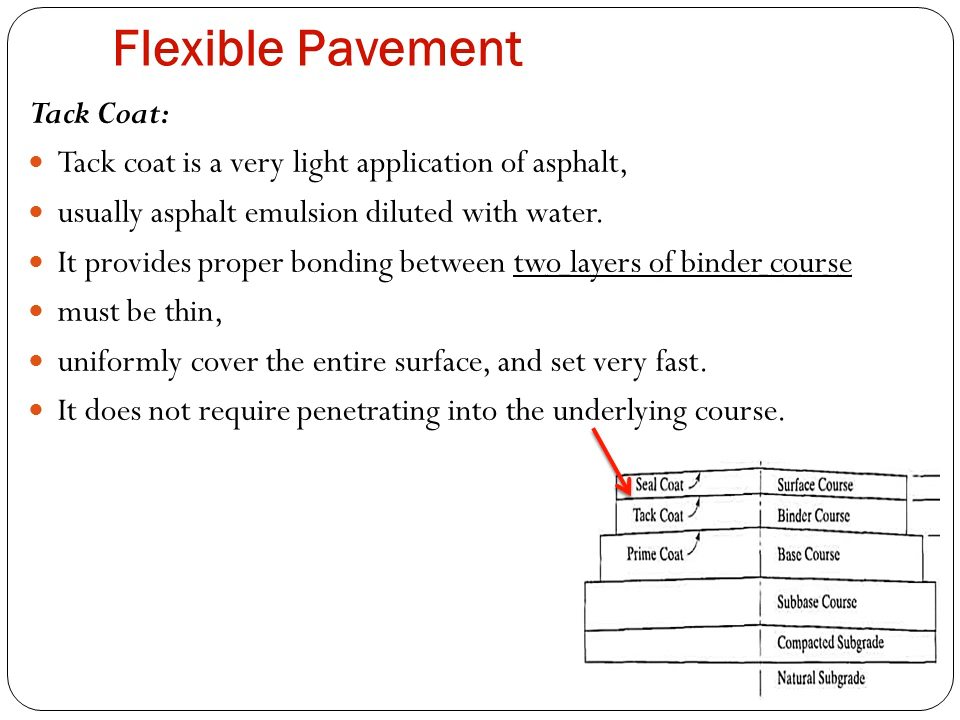 Flexible Pavement
Tack Coat:
• Tack coat is a very light application of asphalt,
• usually asphalt emulsion diluted with water.
• It provides proper bonding between two layers of binder course
• must be thin,
• uniformly cover the entire surface, and set very fast.
• It does not require penetrating into the underlying course.
Seal Coat Surface Course
Tack Coat Binder Course
Prime Coat Base Course
Subbase Course
Compacted Subgrade
Natural Subgrade